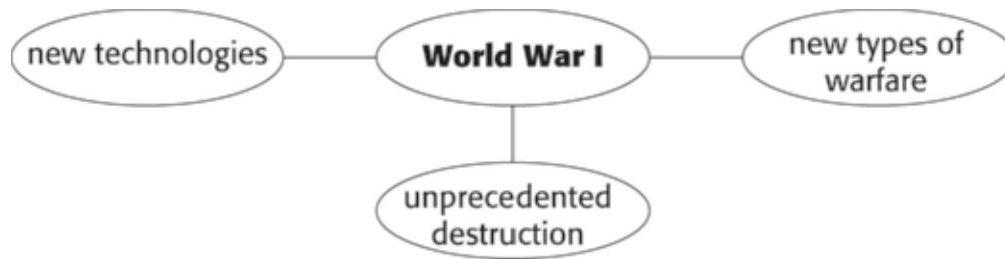 new technologies
World War I
new types of
warfare
unprecedented
destruction